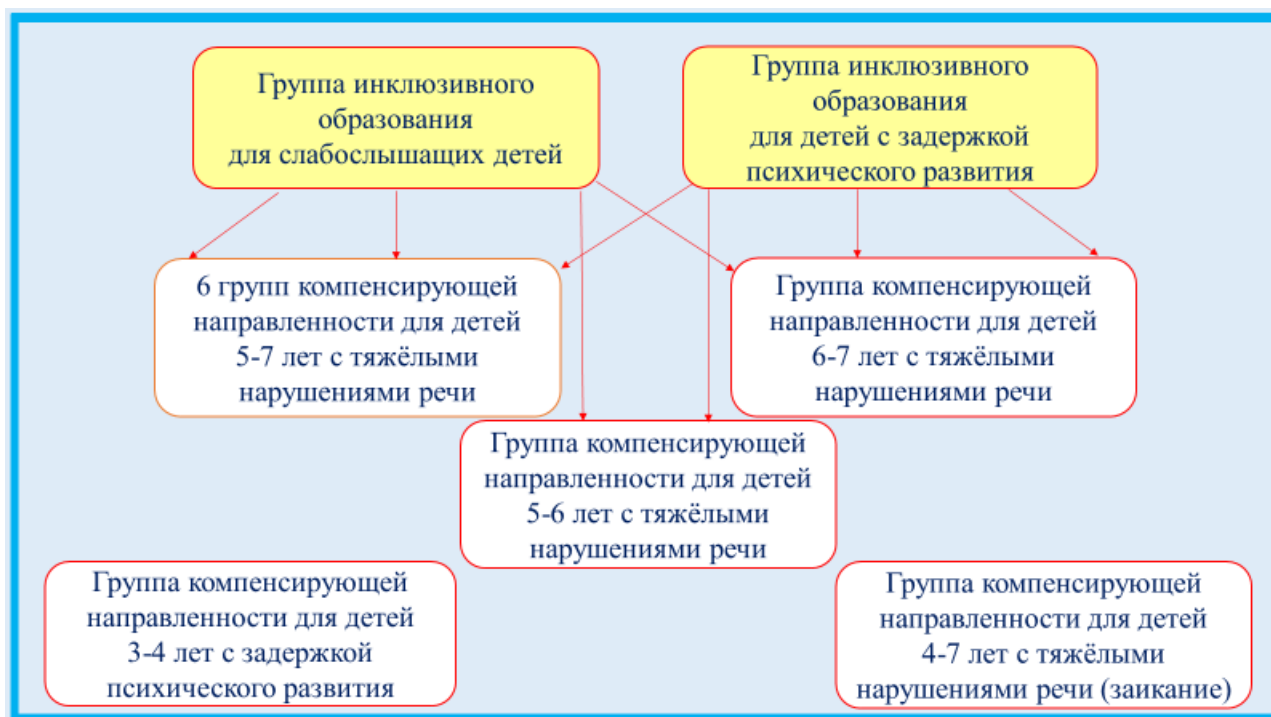 Группа инклюзивного
образования
для слабослышащих детей
Группа инклюзивного
образования
для детей с задержкой
психического развития
6 групп компенсирующей
направленности для детей
5-7 лет с тяжёлыми
нарушениями речи
Группа компенсирующей
направленности для детей
6-7 лет с тяжёлыми
нарушениями речи
Группа компенсирующей
направленности для детей
5-6 лет с тяжёлыми
нарушениями речи
Группа компенсирующей
направленности для детей
3-4 лет с задержкой
психического развития
Группа компенсирующей
направленности для детей
4-7 лет с тяжёлыми
нарушениями речи (заикание)